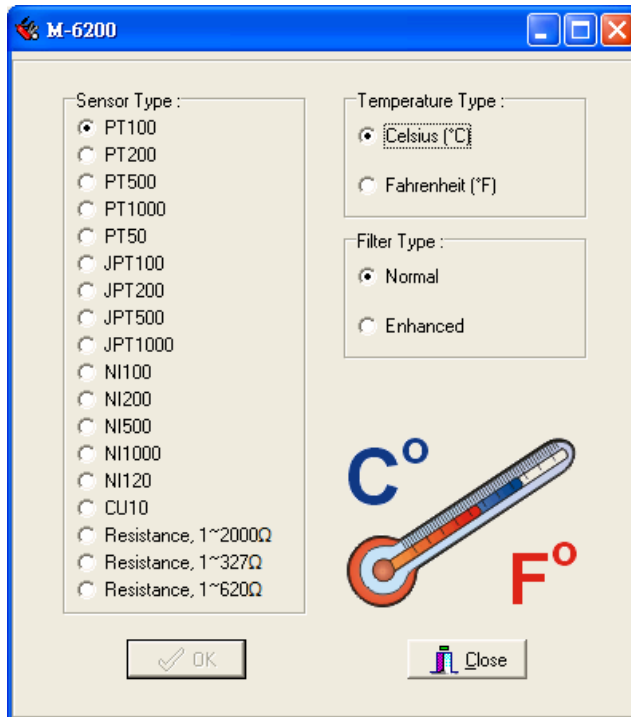 M-6200
Sensor Type :
PT100
PT200
PT500
PT1000
PT50
JPT100
JPT200
JPT500
JPT1000
NI100
NI200
NI500
NI1000
NI120
CU10
Resistance, 1~2000Ω
Resistance, 1~327Ω
Resistance, 1~620Ω
Temperature Type :
Celsius (°C)
Fahrenheit (°F)
Filter Type :
Normal
Enhanced
C°
F°
OK
Close